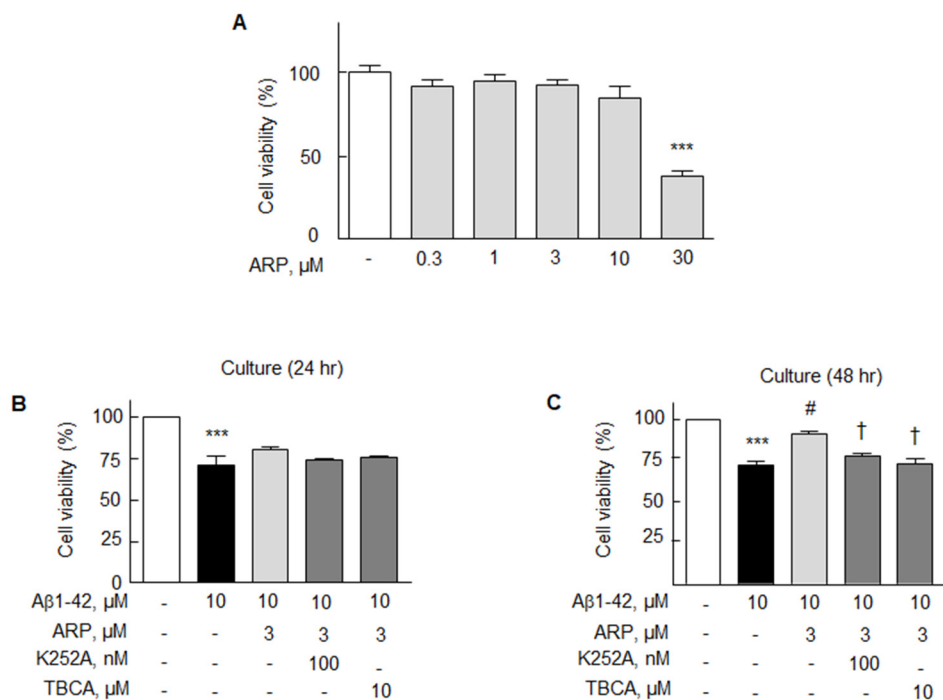 A
Cell viability (%)
100
50
0
***
ARP, µM - 0.3 1 3 10 30
Culture (24 hr)
B
Cell viability (%)
100
75
50
25
0
***
Aβ1-42, µM - 10 10 10 10
ARP, µM - - 3 3 3
K252A, nM - - - 100 -
TBCA, µM - - - - 10
Culture (48 hr)
C
Cell viability (%)
100
75
50
25
*** # † †
Aβ1-42, µM - 10 10 10 10
ARP, µM - - 3 3 3
K252A, nM - - - 100 -
TBCA, µM - - - - 10